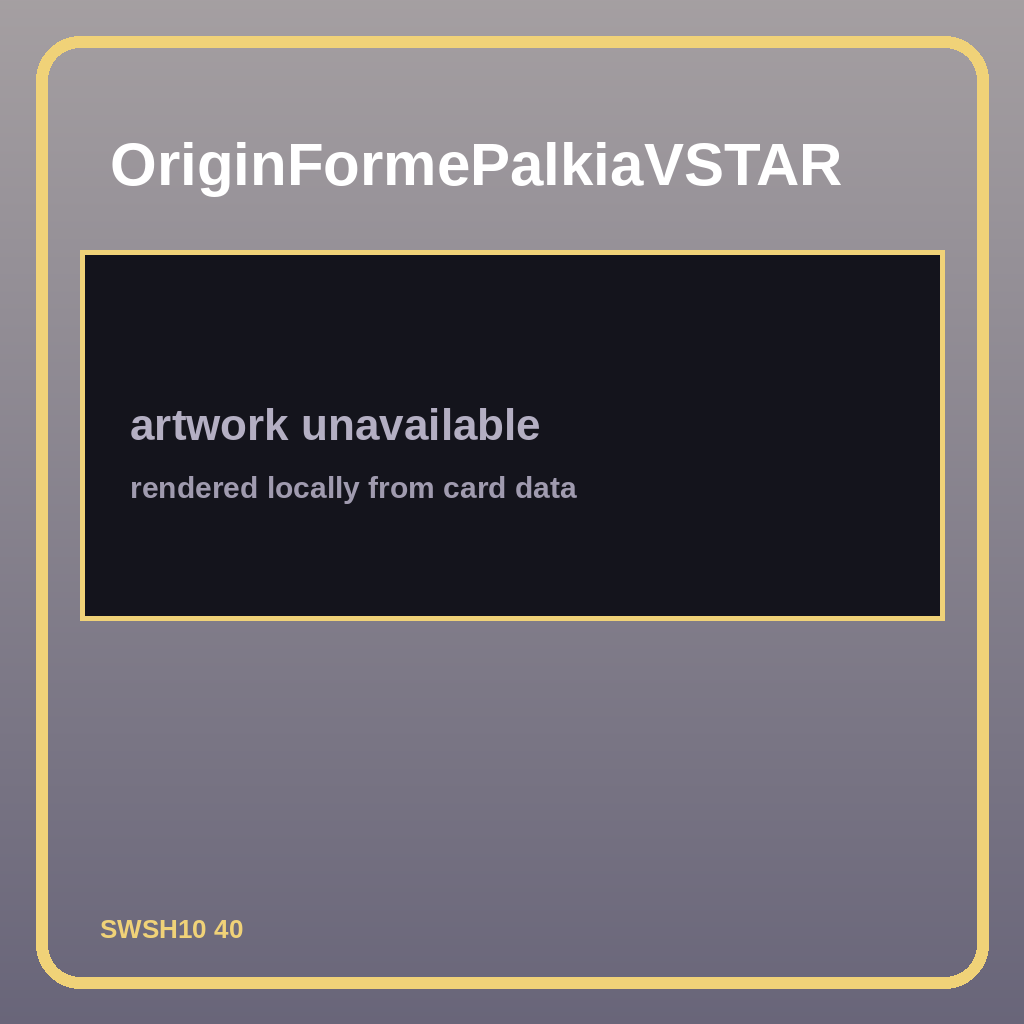 OriginFormePalkiaVSTAR
artwork unavailable
rendered locally from card data
SWSH10 40